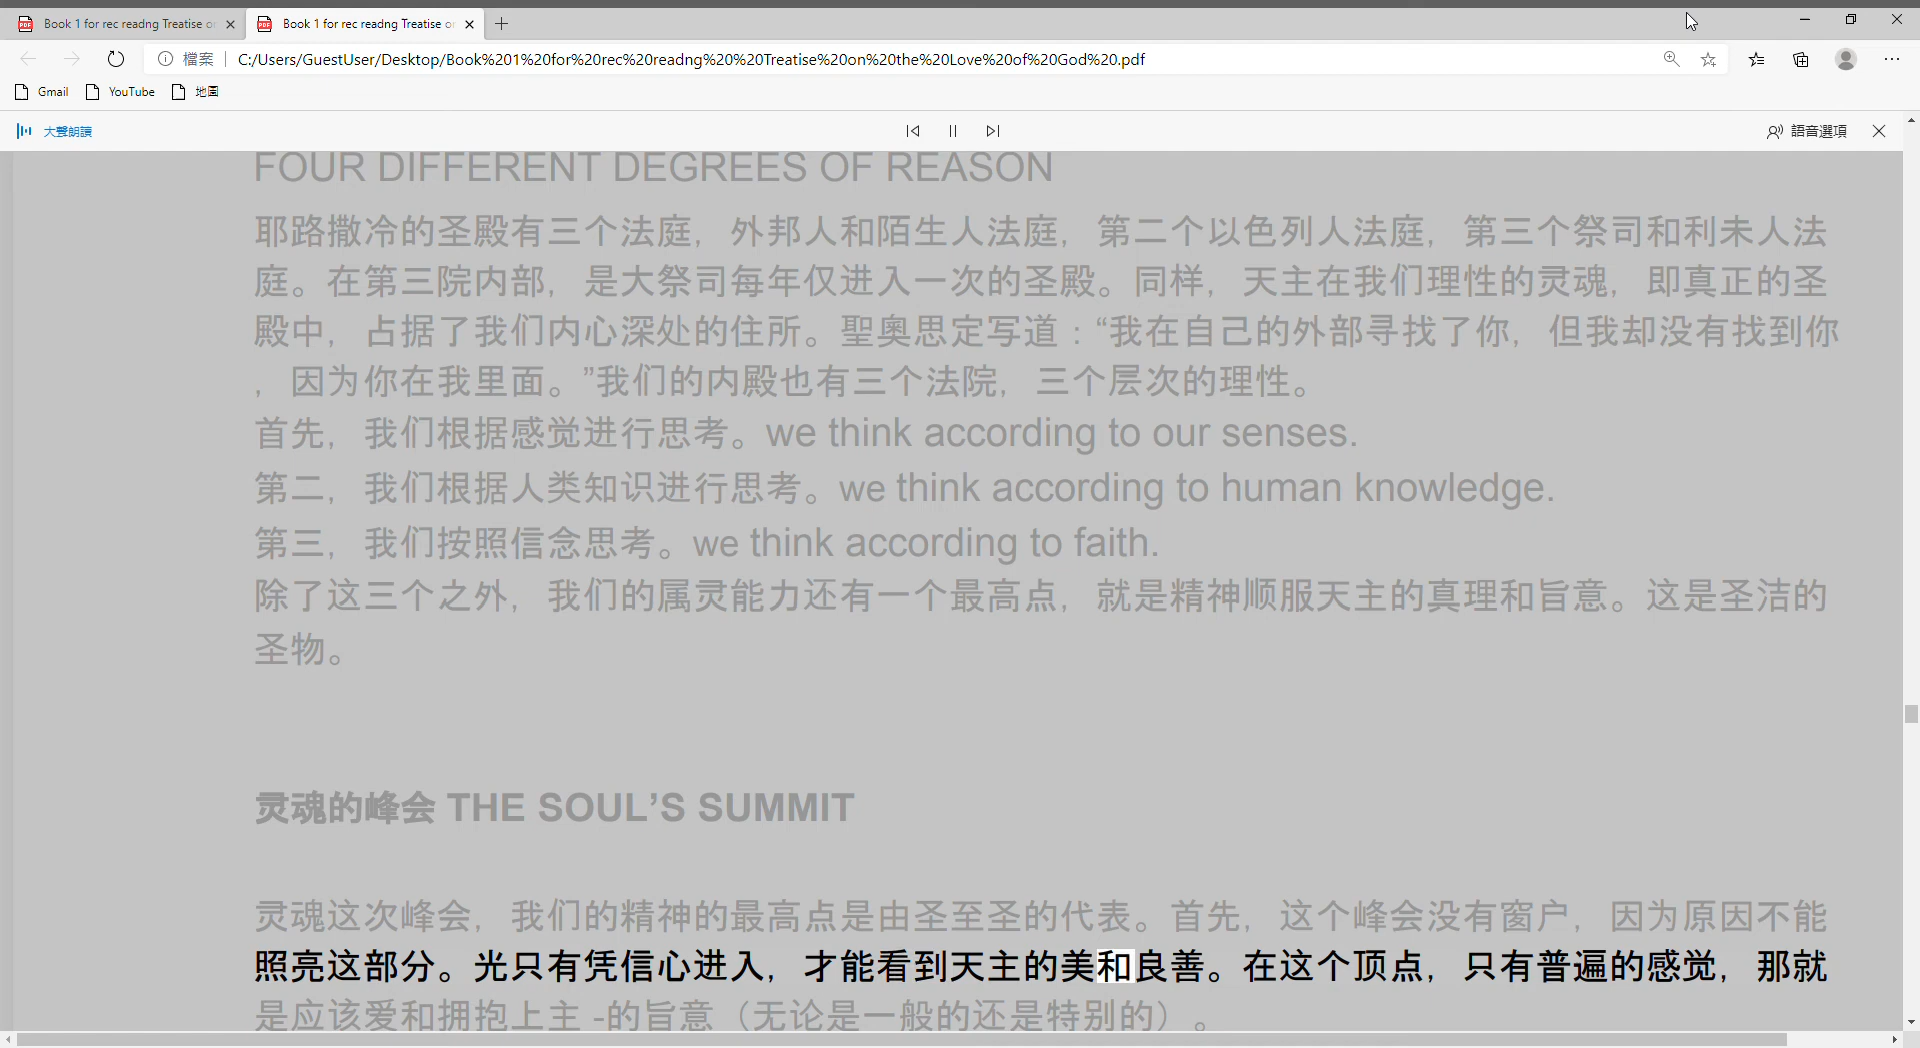 Book 1 for rec readng Treatise or
Book 1 for rec readng Treatise or
檔案
C:/Users/GuestUser/Desktop/Book%201%20for%20rec%20readng%20%20Treatise%20on%20the%20Love%20of%20God%20.pdf
Gmail
YouTube
地圖
大聲朗讀
語音選項
FOUR DIFFERENT DEGREES OF REASON
耶路撒冷的圣殿有三个法庭，外邦人和陌生人法庭，第二个以色列人法庭，第三个祭司和利未人法
庭。在第三院内部，是大祭司每年仅进入一次的圣殿。同样，天主在我们理性的灵魂，即真正的圣
殿中，占据了我们内心深处的住所。聖奥思定写道：“我在自己的外部寻找了你，但我却没有找到你
，因为你在我里面。”我们的内殿也有三个法院，三个层次的理性。
首先，我们根据感觉进行思考。we think according to our senses.
第二，我们根据人类知识进行思考。we think according to human knowledge.
第三，我们按照信念思考。we think according to faith.
除了这三个之外，我们的属灵能力还有一个最高点，就是精神顺服天主的真理和旨意。这是圣洁的
圣物。
灵魂的峰会 THE SOUL’S SUMMIT
灵魂这次峰会，我们的精神的最高点是由圣至圣的代表。首先，这个峰会没有窗户，因为原因不能
照亮这部分。光只有凭信心进入，才能看到天主的美和良善。在这个顶点，只有普遍的感觉，那就
是应该爱和拥抱上主 -的旨意（无论是一般的还是特别的）。